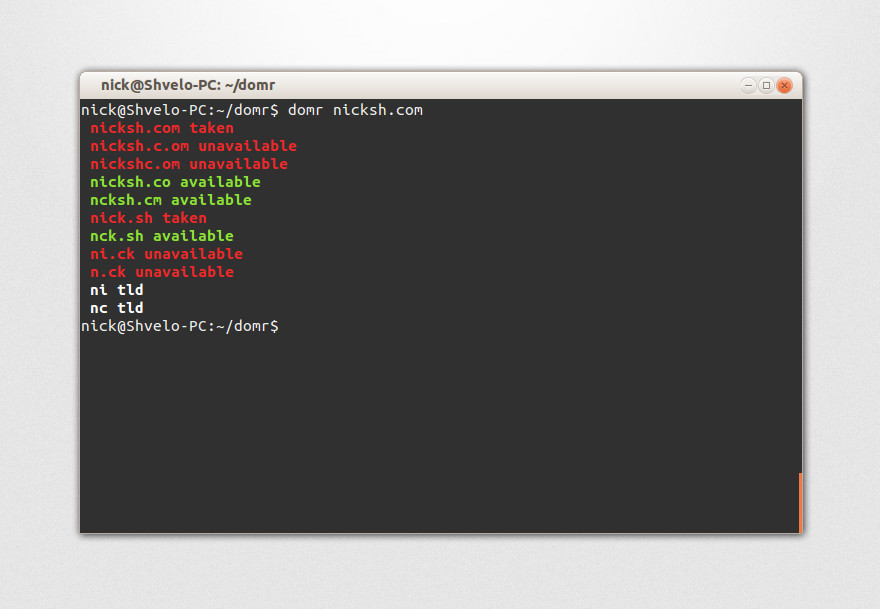 nick@Shvelo-PC: ~/domr
nick@Shvelo-PC:~/domr$ domr nicksh.com
nicksh.com taken
nicksh.c.om unavailable
nickshc.om unavailable
nicksh.co available
ncksh.cm available
nick.sh taken
nck.sh available
ni.ck unavailable
n.ck unavailable
ni tld
nc tld
nick@Shvelo-PC:~/domr$